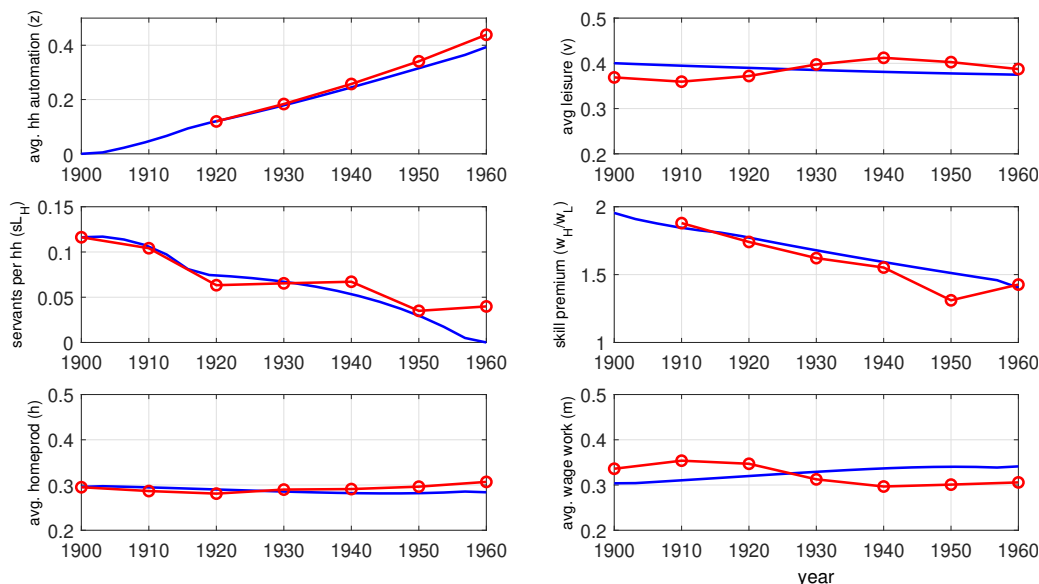 avg. hh automation (z)
0.4
0.2
0
1900 1910 1920 1930 1940 1950 1960
avg leisure (v)
0.5
0.4
0.3
0.2
1900 1910 1920 1930 1940 1950 1960
servants per hh (sL_H)
0.15
0.1
0.05
0
1900 1910 1920 1930 1940 1950 1960
skill premium (w_H/w_L)
2
1.5
1
1900 1910 1920 1930 1940 1950 1960
avg. homeprod (h)
0.5
0.4
0.3
0.2
1900 1910 1920 1930 1940 1950 1960
avg. wage work (m)
0.5
0.4
0.3
0.2
1900 1910 1920 1930 1940 1950 1960
year